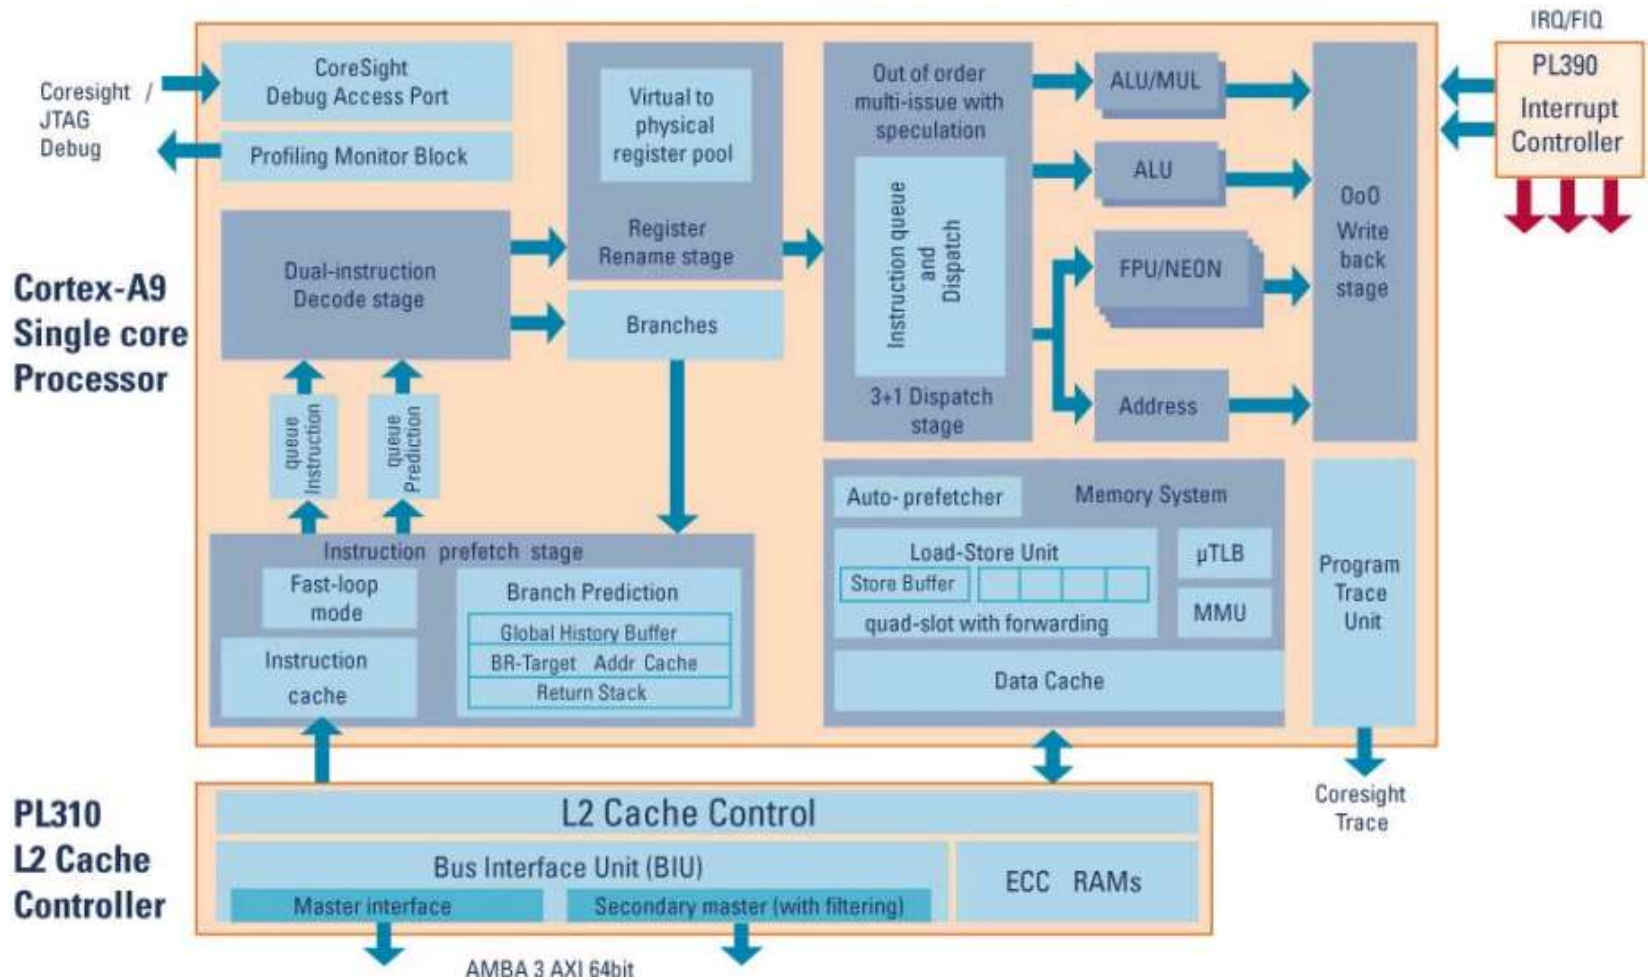 IRQ/FIQ
PL390
Interrupt
Controller
Coresight /
JTAG
Debug
CoreSight
Debug Access Port
Profiling Monitor Block
Virtual to
physical
register pool
Register
Rename stage
Out of order
multi-issue with
speculation
Instruction queue
and
Dispatch
3+1 Dispatch
stage
ALU/MUL
ALU
FPU/NEON
Address
OoO
Write
back
stage
Cortex-A9
Single core
Processor
Dual-instruction
Decode stage
Branches
queue
Instruction
queue
Prediction
Instruction prefetch stage
Fast-loop
mode
Instruction
cache
Branch Prediction
Global History Buffer
BR-Target Addr Cache
Return Stack
Auto- prefetcher
Memory System
Load-Store Unit
Store Buffer
quad-slot with forwarding
µTLB
MMU
Data Cache
Program
Trace
Unit
Coresight
Trace
PL310
L2 Cache
Controller
L2 Cache Control
Bus Interface Unit (BIU)
Master interface
Secondary master (with filtering)
ECC RAMs
AMBA 3 AXI 64bit